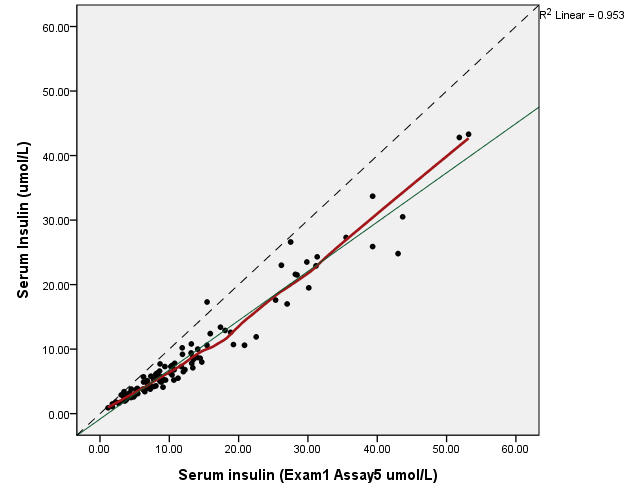 R2 Linear = 0.953
60.00
50.00
40.00
30.00
20.00
10.00
0.00
Serum Insulin (umol/L)
0.00 10.00 20.00 30.00 40.00 50.00 60.00
Serum insulin (Exam1 Assay5 umol/L)